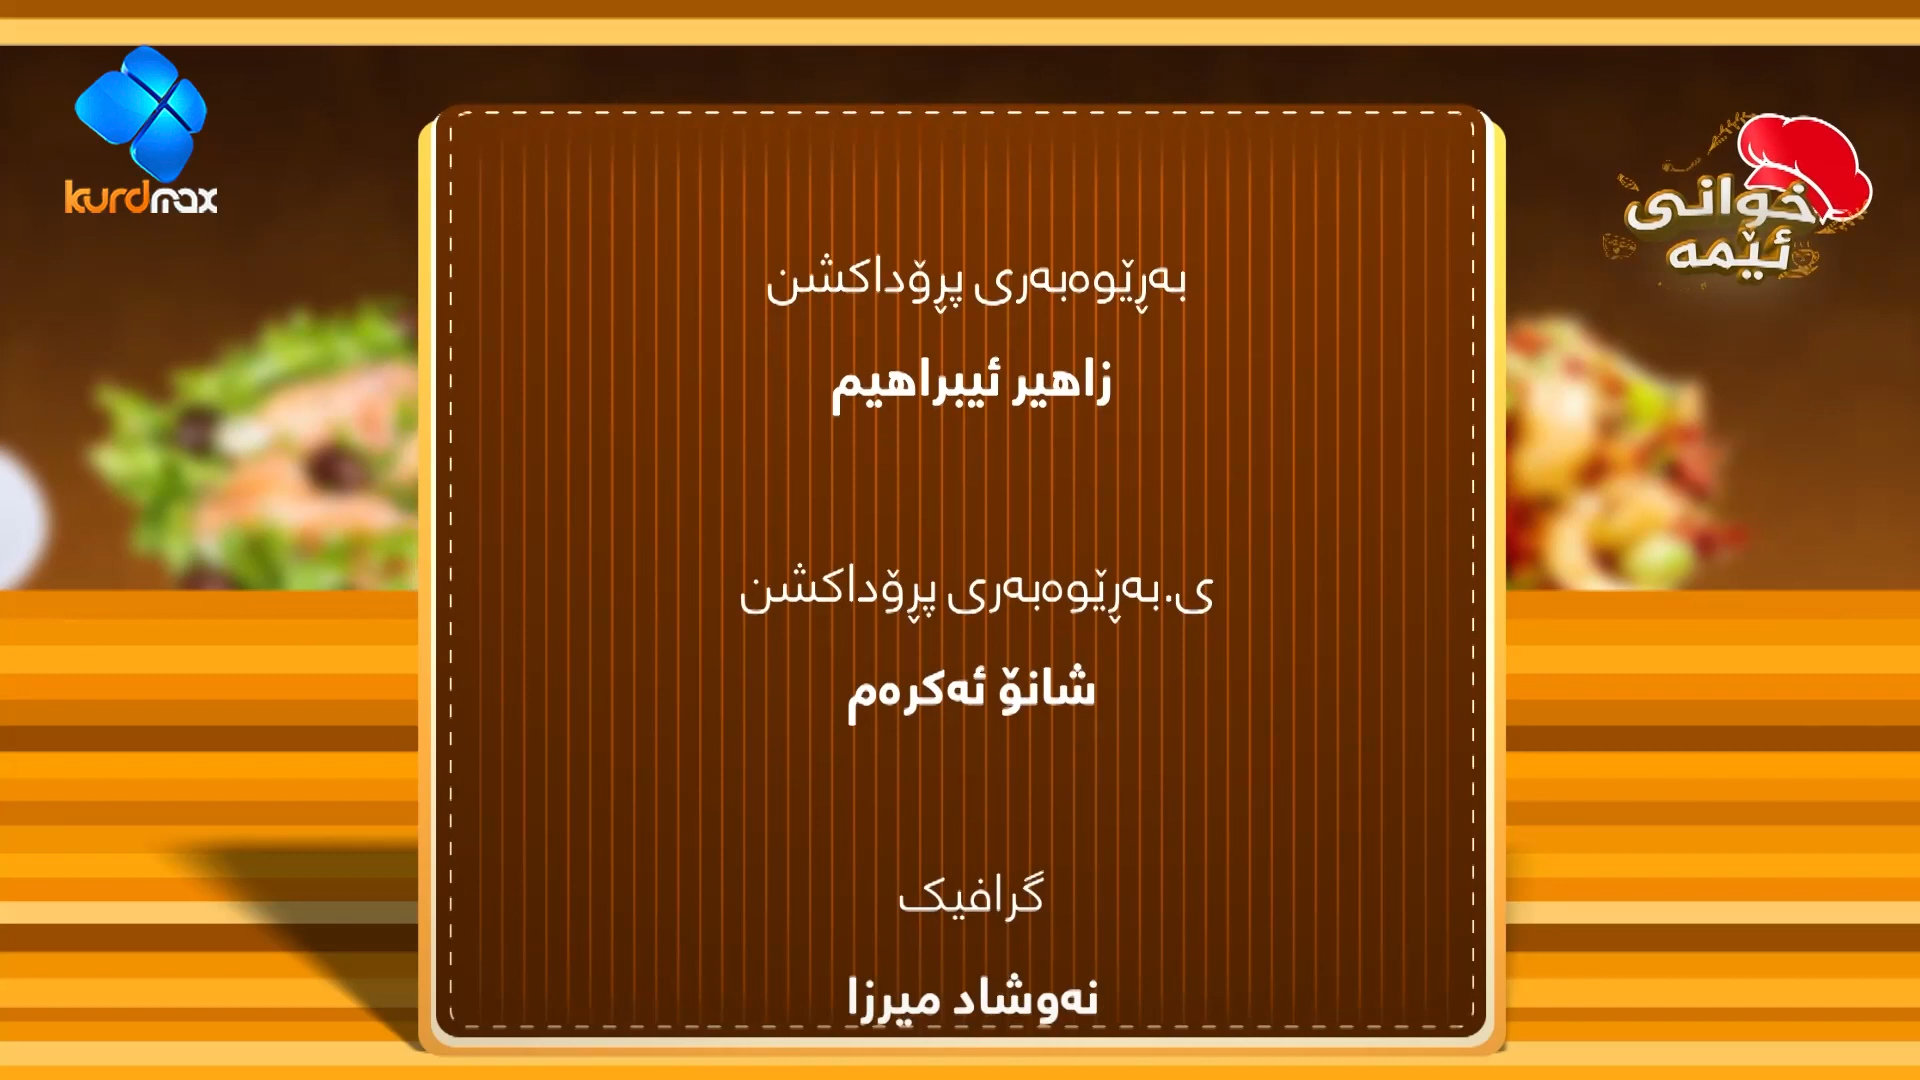 kurdmax
خوانی
ئێمە
بەڕێوەبەری پڕۆداکشن
زاهیر ئیبراهیم
ی.بەڕێوەبەری پڕۆداکشن
شانۆ ئەکرەم
گرافیک
نەوشاد میرزا